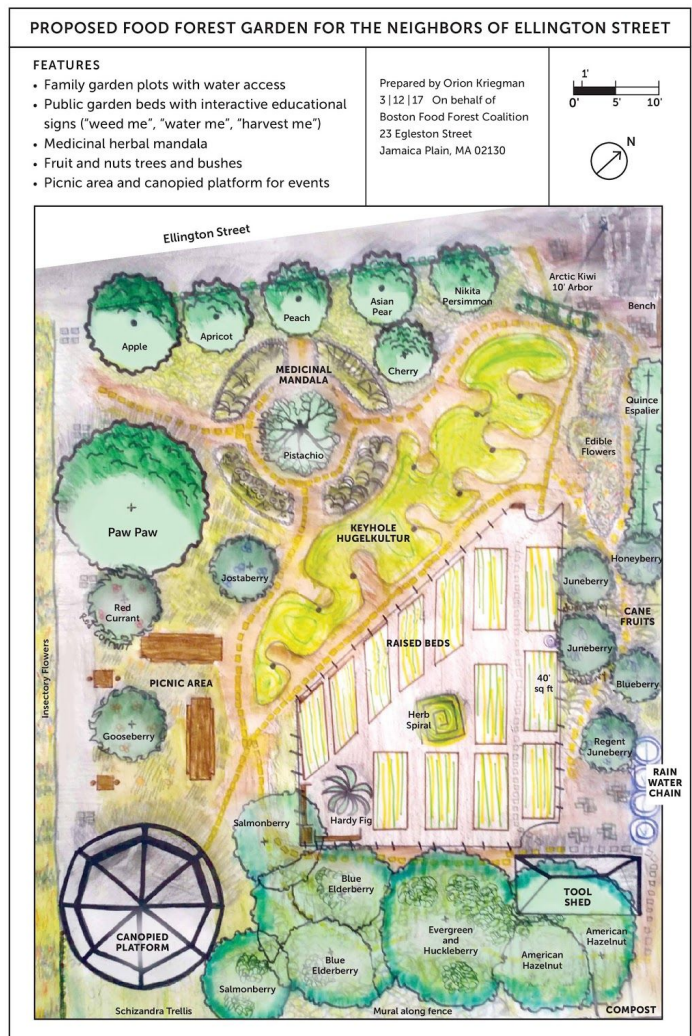 PROPOSED FOOD FOREST GARDEN FOR THE NEIGHBORS OF ELLINGTON STREET
FEATURES
• Family garden plots with water access
• Public garden beds with interactive educational
signs ("weed me", "water me", "harvest me")
• Medicinal herbal mandala
• Fruit and nuts trees and bushes
• Picnic area and canopied platform for events
Prepared by Orion Kriegman
3 | 12 | 17 On behalf of
Boston Food Forest Coalition
23 Egleston Street
Jamaica Plain, MA 02130
1'
0' 5' 10'
N
Ellington Street
Arctic Kiwi
10' Arbor
Bench
Apple
Apricot
Peach
Asian
Pear
Nikita
Persimmon
Cherry
MEDICINAL
MANDALA
Pistachio
Quince
Espalier
Edible
Flowers
Paw Paw
KEYHOLE
HUGELKULTUR
Jostaberry
Honeyberry
Juneberry
Red
Currant
CANE
FRUITS
RAISED BEDS
Juneberry
Insectory Flowers
PICNIC AREA
40'
sq ft
Blueberry
Herb
Spiral
Gooseberry
Regent
Juneberry
RAIN
WATER
CHAIN
Salmonberry
Hardy Fig
Blue
Elderberry
TOOL
SHED
CANOPIED
PLATFORM
Evergreen
and
Huckleberry
American
Hazelnut
Blue
Elderberry
American
Hazelnut
Salmonberry
Schizandra Trellis
Mural along fence
COMPOST